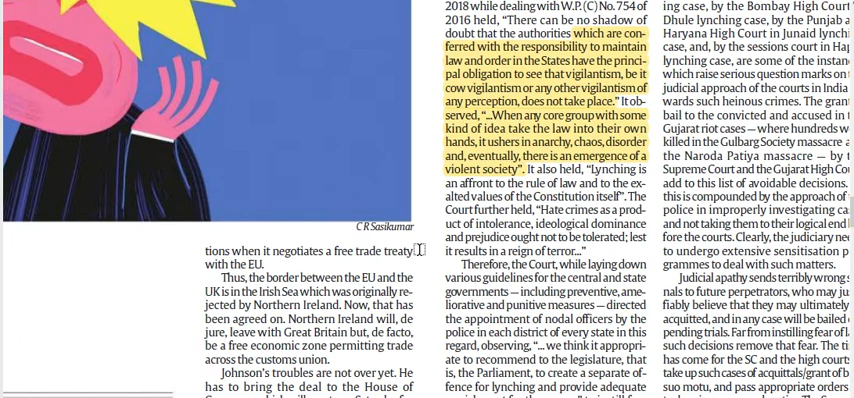 C R Sasikumar
tions when it negotiates a free trade treaty
with the EU.
Thus, the border between the EU and the
UK is in the Irish Sea which was originally re-
jected by Northern Ireland. Now, that has
been agreed on. Northern Ireland will, de
jure, leave with Great Britain but, de facto,
be a free economic zone permitting trade
across the customs union.
Johnson's troubles are not over yet. He
has to bring the deal to the House of
2018 while dealing with W.P. (C) No. 754 of
2016 held, "There can be no shadow of
doubt that the authorities which are con-
ferred with the responsibility to maintain
law and order in the States have the princi-
pal obligation to see that vigilantism, be it
cow vigilantism or any other vigilantism of
any perception, does not take place." It ob-
served, "...When any core group with some
kind of idea take the law into their own
hands, it ushers in anarchy, chaos, disorder
and, eventually, there is an emergence of a
violent society". It also held, "Lynching is
an affront to the rule of law and to the ex-
alted values of the Constitution itself". The
Court further held, "Hate crimes as a prod-
uct of intolerance, ideological dominance
and prejudice ought not to be tolerated; lest
it results in a reign of terror..."
Therefore, the Court, while laying down
various guidelines for the central and state
governments — including preventive, ame-
liorative and punitive measures — directed
the appointment of nodal officers by the
police in each district of every state in this
regard, observing, "... we think it appropri-
ate to recommend to the legislature, that
is, the Parliament, to create a separate of-
fence for lynching and provide adequate
ing case, by the Bombay High Court
Dhule lynching case, by the Punjab a
Haryana High Court in Junaid lynchi
case, and, by the sessions court in Hap
lynching case, are some of the instan
which raise serious question marks on t
judicial approach of the courts in India
wards such heinous crimes. The grant
bail to the convicted and accused in t
Gujarat riot cases — where hundreds w
killed in the Gulbarg Society massacre a
the Naroda Patiya massacre — by t
Supreme Court and the Gujarat High Cou
add to this list of avoidable decisions.
this is compounded by the approach of
police in improperly investigating cas
and not taking them to their logical end
fore the courts. Clearly, the judiciary nee
to undergo extensive sensitisation p
grammes to deal with such matters.
Judicial apathy sends terribly wrong s
nals to future perpetrators, who may jus
fiably believe that they may ultimately
acquitted, and in any case will be bailed
pending trials. Far from instilling fear of la
such decisions remove that fear. The ti
has come for the SC and the high courts
take up such cases of acquittals/grant of b
suo motu, and pass appropriate orders